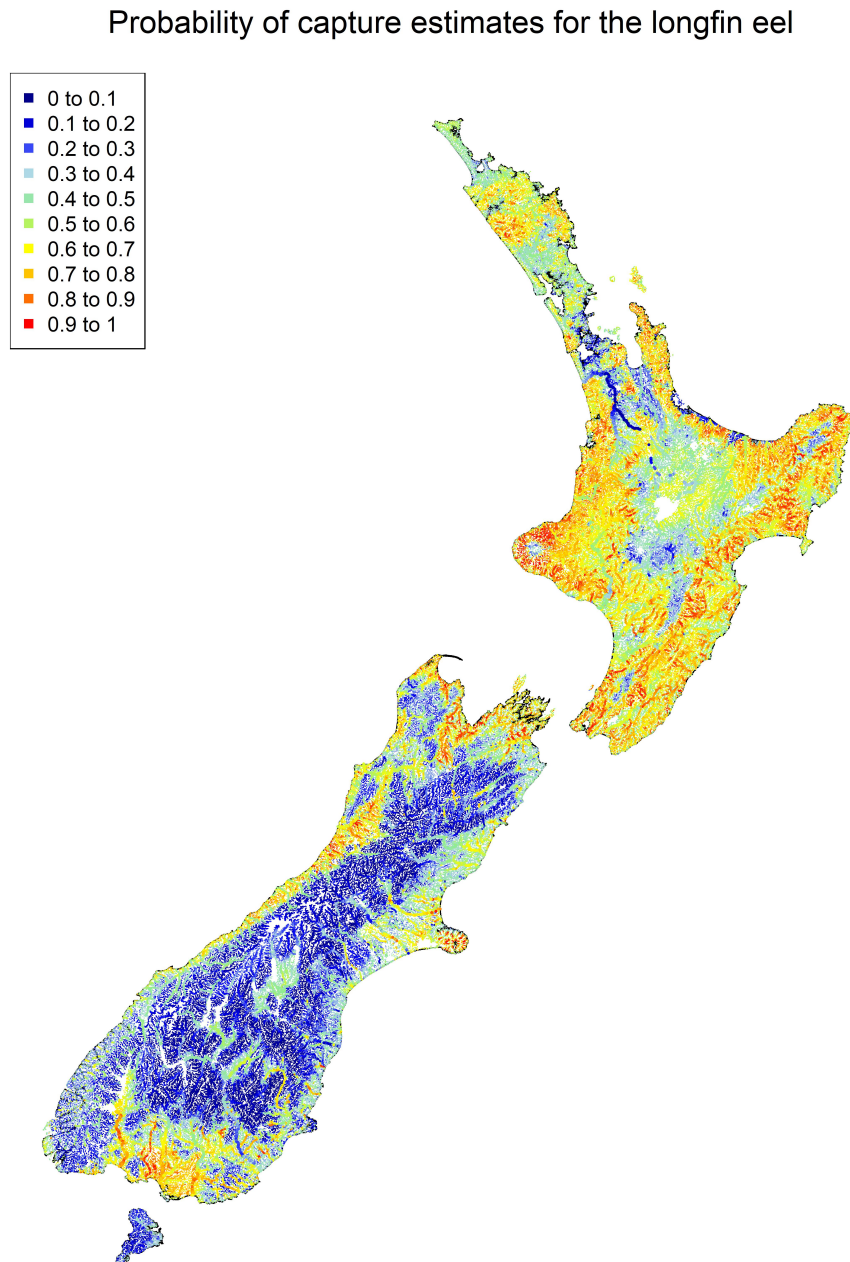 Probability of capture estimates for the longfin eel
0 to 0.1
0.1 to 0.2
0.2 to 0.3
0.3 to 0.4
0.4 to 0.5
0.5 to 0.6
0.6 to 0.7
0.7 to 0.8
0.8 to 0.9
0.9 to 1